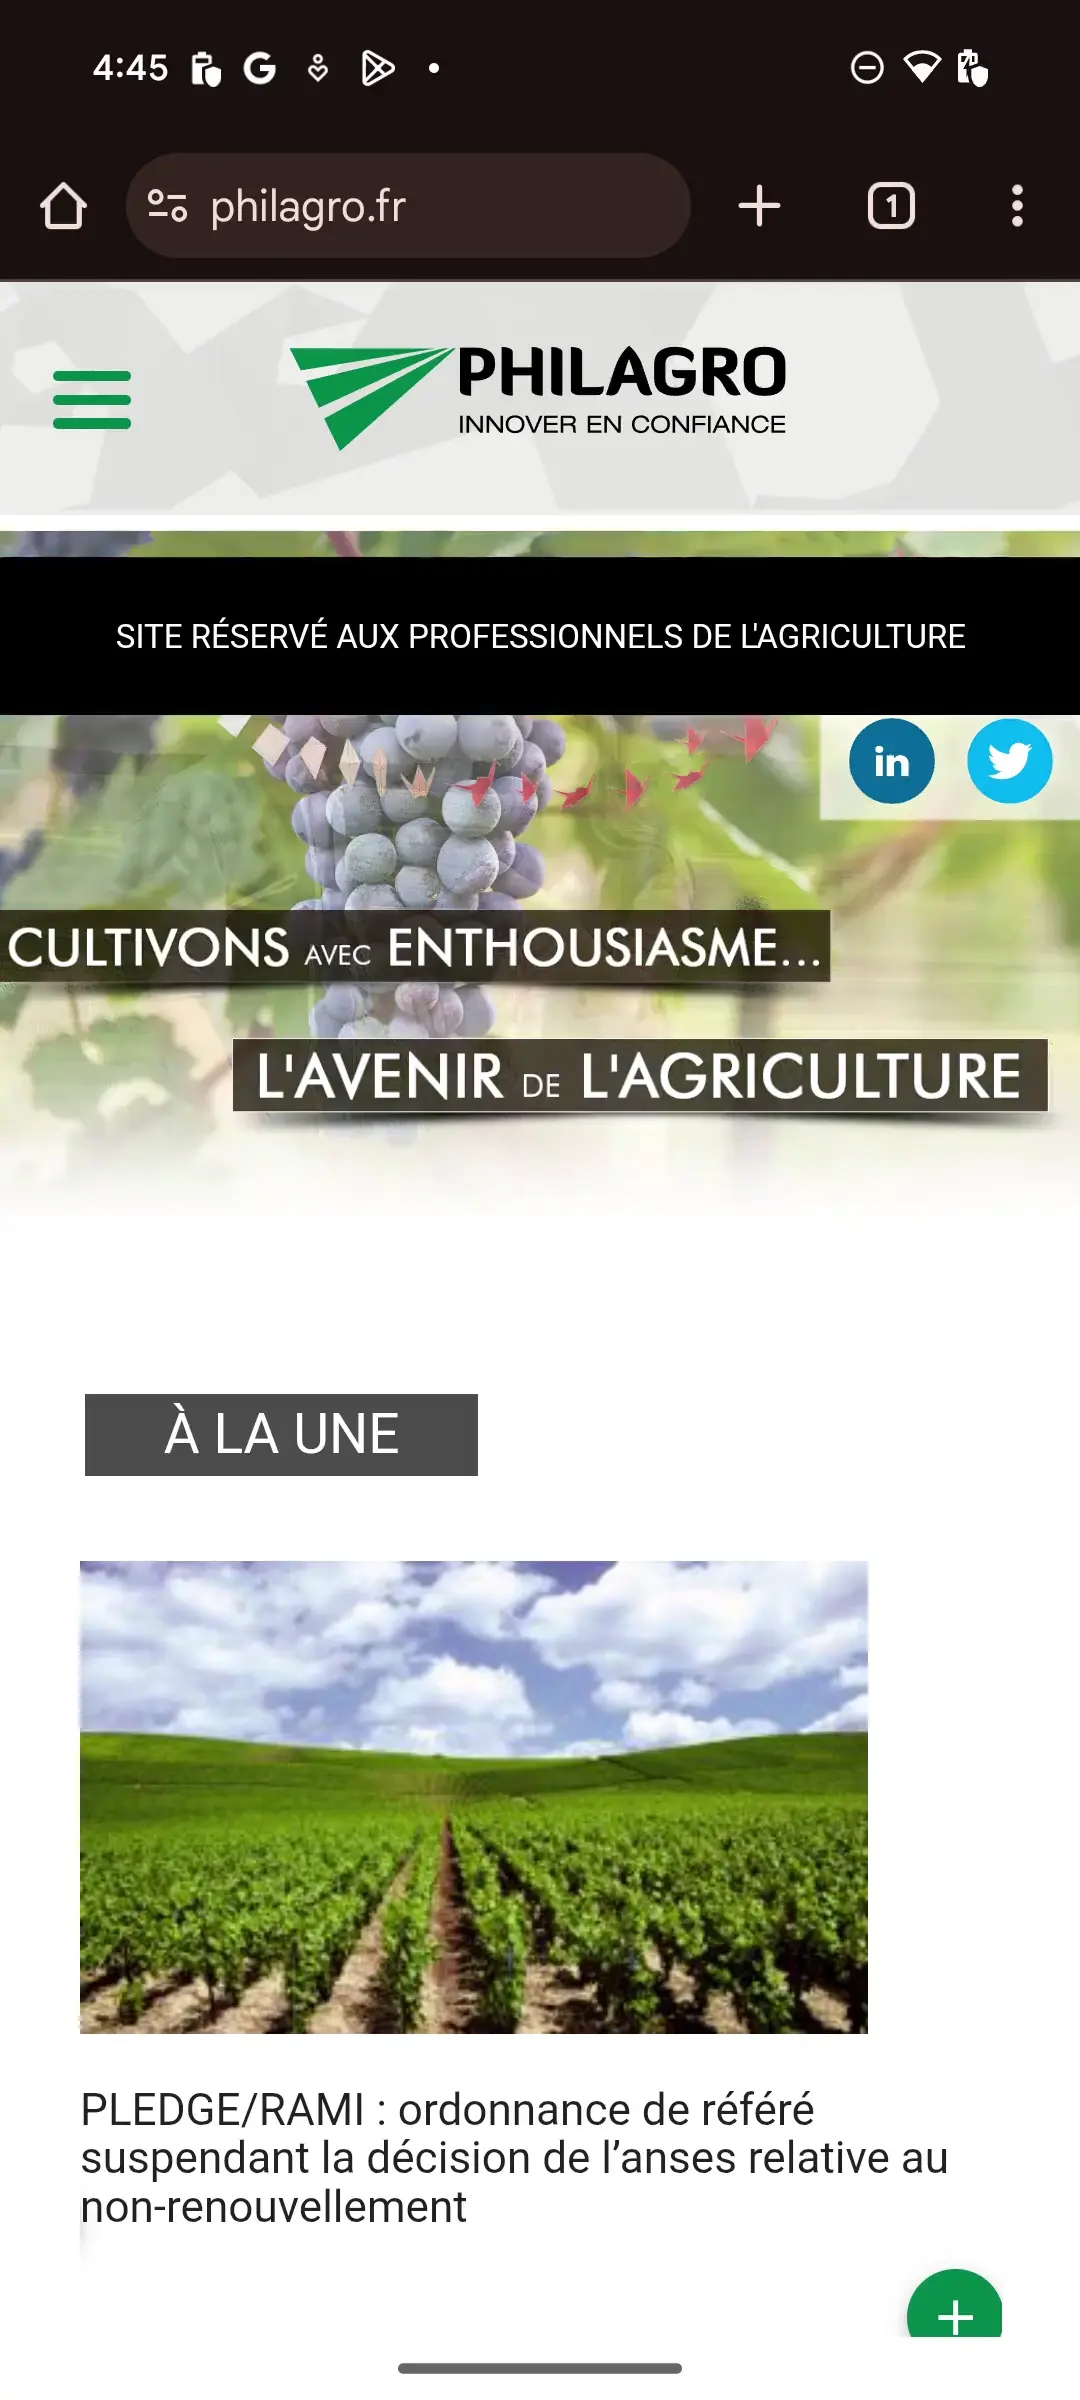 4:45
philagro.fr
1
PHILAGRO
INNOVER EN CONFIANCE
SITE RÉSERVÉ AUX PROFESSIONNELS DE L'AGRICULTURE
in
CULTIVONS AVEC ENTHOUSIASME...
L'AVENIR DE L'AGRICULTURE
À LA UNE
PLEDGE/RAMI : ordonnance de référé
suspendant la décision de l’anses relative au
non-renouvellement